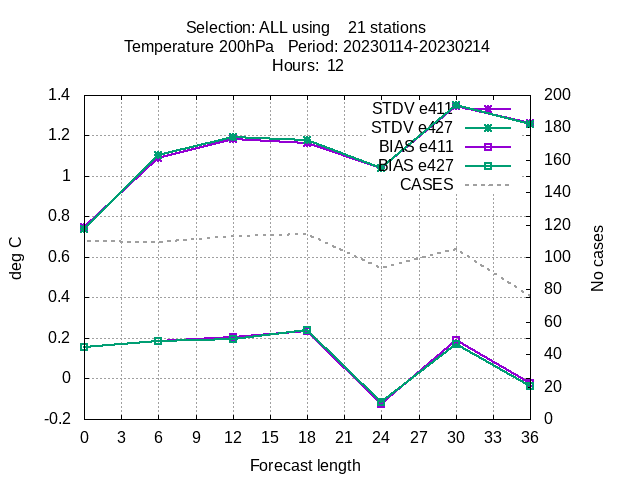 Selection: ALL using 21 stations
Temperature 200hPa Period: 20230114-20230214
Hours: 12
1.4
1.2
1
0.8
0.6
0.4
0.2
0
-0.2
deg C
STDV e411
STDV e427
BIAS e411
BIAS e427
CASES
200
180
160
140
120
100
80
60
40
20
0
No cases
0 3 6 9 12 15 18 21 24 27 30 33 36
Forecast length